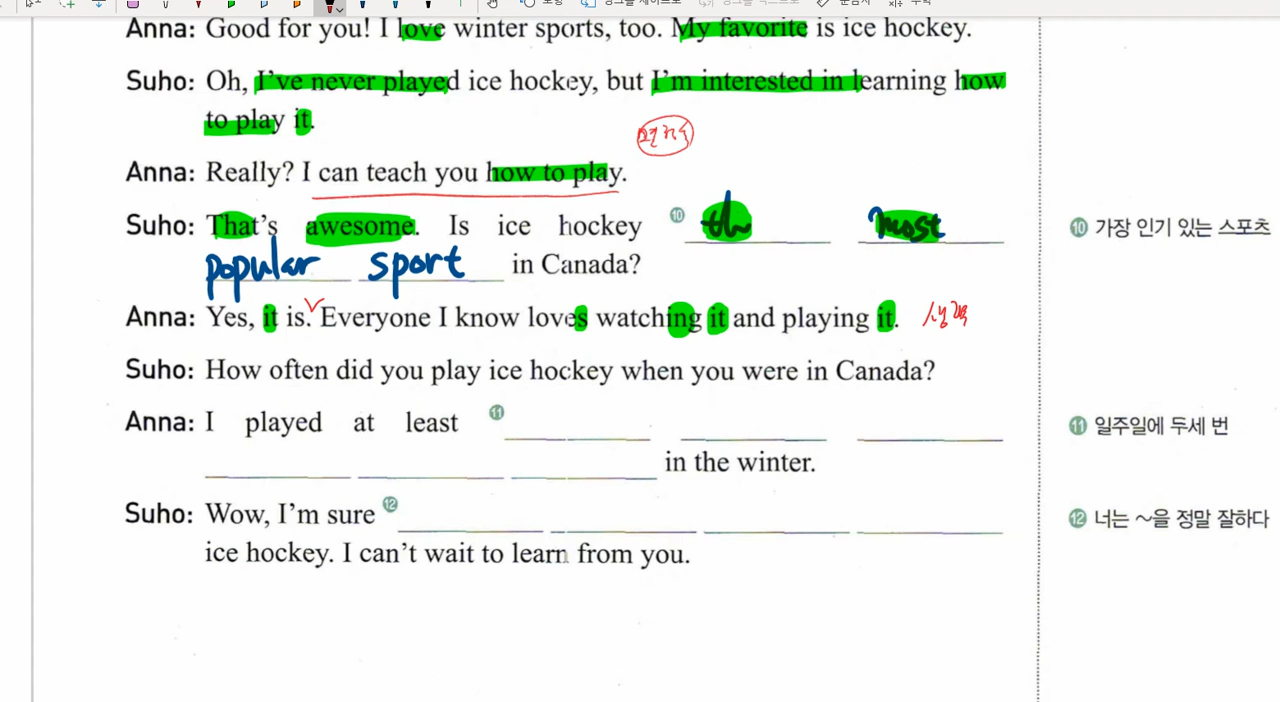 Anna: Good for you! I love winter sports, too. My favorite is ice hockey.
Suho: Oh, I've never played ice hockey, but I'm interested in learning how
to play it.
Anna: Really? I can teach you how to play.
Suho: That's awesome. Is ice hockey ⑩ th most
popular sport in Canada?
⑩ 가장 인기 있는 스포츠
Anna: Yes, it is. Everyone I know loves watching it and playing it. 생략
Suho: How often did you play ice hockey when you were in Canada?
Anna: I played at least ⑪
in the winter.
⑪ 일주일에 두세 번
Suho: Wow, I'm sure ⑫
ice hockey. I can't wait to learn from you.
⑫ 너는 ~을 정말 잘하다